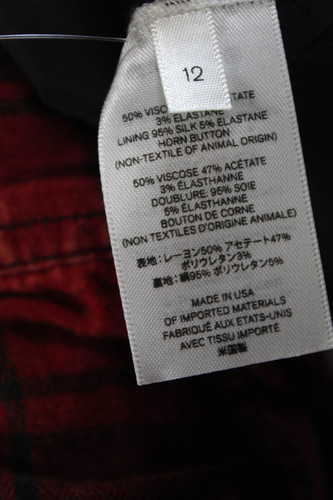 12
50% VISCOSE TATE
3% ELASTANE
LINING 95% SILK 5% ELASTANE
HORN BUTTON
(NON-TEXTILE OF ANIMAL ORIGIN)
50% VISCOSE 47% ACÉTATE
3% ÉLASTHANNE
DOUBLURE: 95% SOIE
5% ÉLASTHANNE
BOUTON DE CORNE
(NON TEXTILES D'ORIGINE ANIMALE)
表地：レーヨン50% アセテート47%
ポリウレタン3%
裏地：絹95% ポリウレタン5%
MADE IN USA
OF IMPORTED MATERIALS
FABRIQUÉ AUX ETATS-UNIS
AVEC TISSU IMPORTÉ
米国製